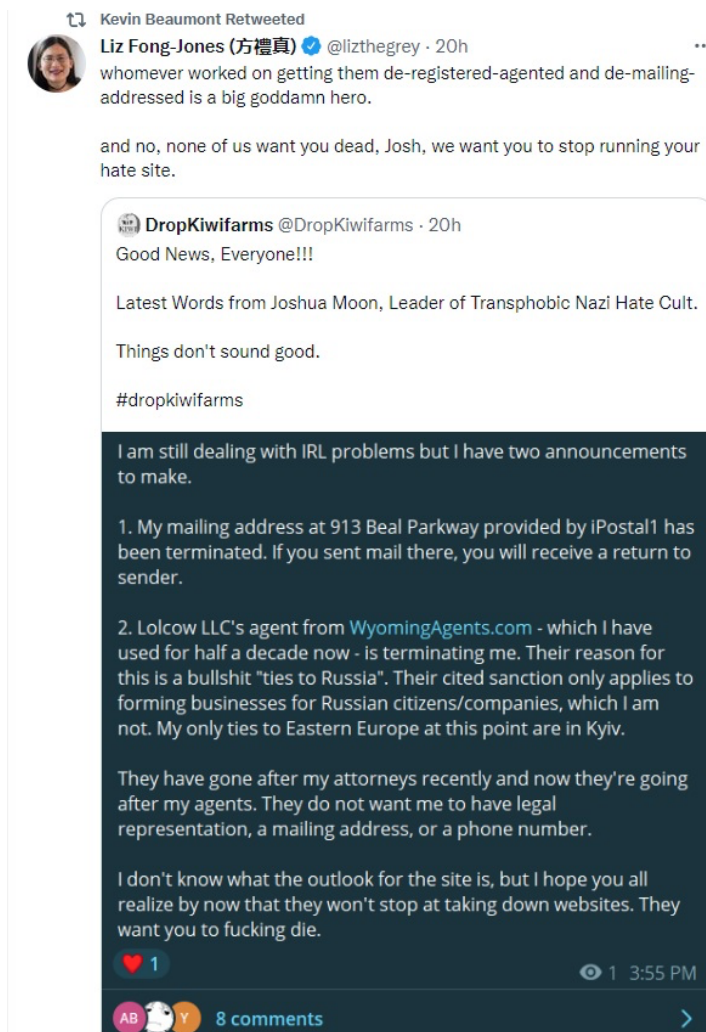 Kevin Beaumont Retweeted
Liz Fong-Jones (方禮真) @lizthegrey · 20h
whomever worked on getting them de-registered-agented and de-mailing-
addressed is a big goddamn hero.
and no, none of us want you dead, Josh, we want you to stop running your
hate site.
DropKiwifarms @DropKiwifarms · 20h
Good News, Everyone!!!
Latest Words from Joshua Moon, Leader of Transphobic Nazi Hate Cult.
Things don't sound good.
#dropkiwifarms
I am still dealing with IRL problems but I have two announcements
to make.
1. My mailing address at 913 Beal Parkway provided by iPostal1 has
been terminated. If you sent mail there, you will receive a return to
sender.
2. Lolcow LLC's agent from WyomingAgents.com - which I have
used for half a decade now - is terminating me. Their reason for
this is a bullshit "ties to Russia". Their cited sanction only applies to
forming businesses for Russian citizens/companies, which I am
not. My only ties to Eastern Europe at this point are in Kyiv.
They have gone after my attorneys recently and now they're going
after my agents. They do not want me to have legal
representation, a mailing address, or a phone number.
I don't know what the outlook for the site is, but I hope you all
realize by now that they won't stop at taking down websites. They
want you to fucking die.
1
1 3:55 PM
AB Y 8 comments